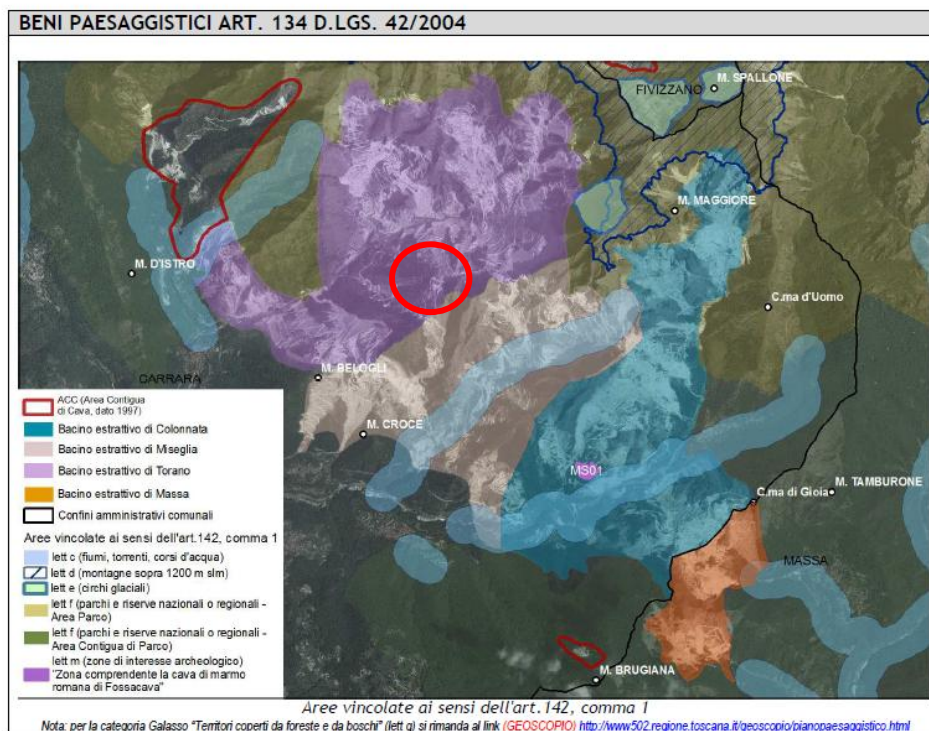 BENI PAESAGGISTICI ART. 134 D.LGS. 42/2004
M. SPALLONE
FIVIZZANO
M. MAGGIORE
M. D'ISTRO
C.ma d'Uomo
M. BELOGLI
CARRARA
M. CROCE
MS01
C.ma di Gioia
M. TAMBURONE
MASSA
M. BRUGIANA
ACC (Area Contigua
di Cava, dato 1997)
Bacino estrattivo di Colonnata
Bacino estrattivo di Miseglia
Bacino estrattivo di Torano
Bacino estrattivo di Massa
Confini amministrativi comunali
Aree vincolate ai sensi dell'art.142, comma 1
lett c (fiumi, torrenti, corsi d'acqua)
lett d (montagne sopra 1200 m slm)
lett e (circhi glaciali)
lett f (parchi e riserve nazionali o regionali -
Area Parco)
lett f (parchi e riserve nazionali o regionali -
Area Contigua di Parco)
lett m (zone di interesse archeologico)
"Zona comprendente la cava di marmo
romana di Fossacava"
Aree vincolate ai sensi dell'art.142, comma 1
Nota: per la categoria Galasso "Territori coperti da foreste e da boschi" (lett g) si rimanda al link (GEOSCOPIO) http://www502.regione.toscana.it/geoscopio/pianopaesaggistico.html